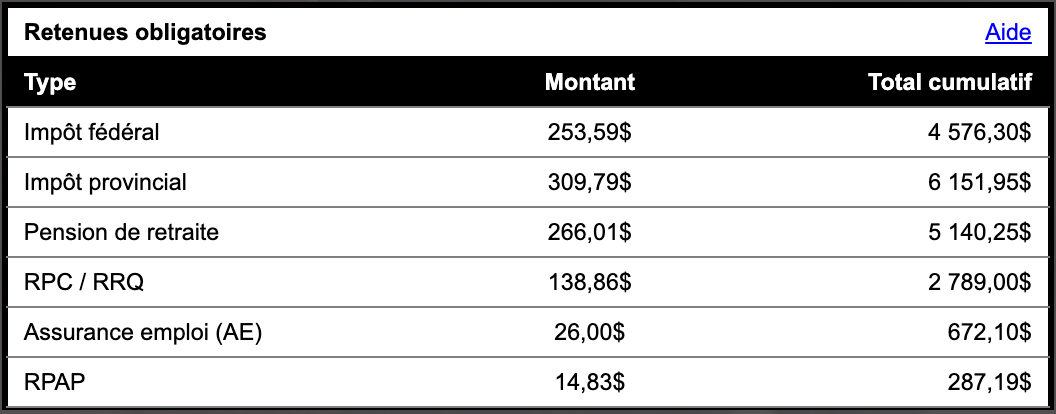 Retenues obligatoires Aide
Type Montant Total cumulatif
Impôt fédéral 253,59$ 4 576,30$
Impôt provincial 309,79$ 6 151,95$
Pension de retraite 266,01$ 5 140,25$
RPC / RRQ 138,86$ 2 789,00$
Assurance emploi (AE) 26,00$ 672,10$
RPAP 14,83$ 287,19$